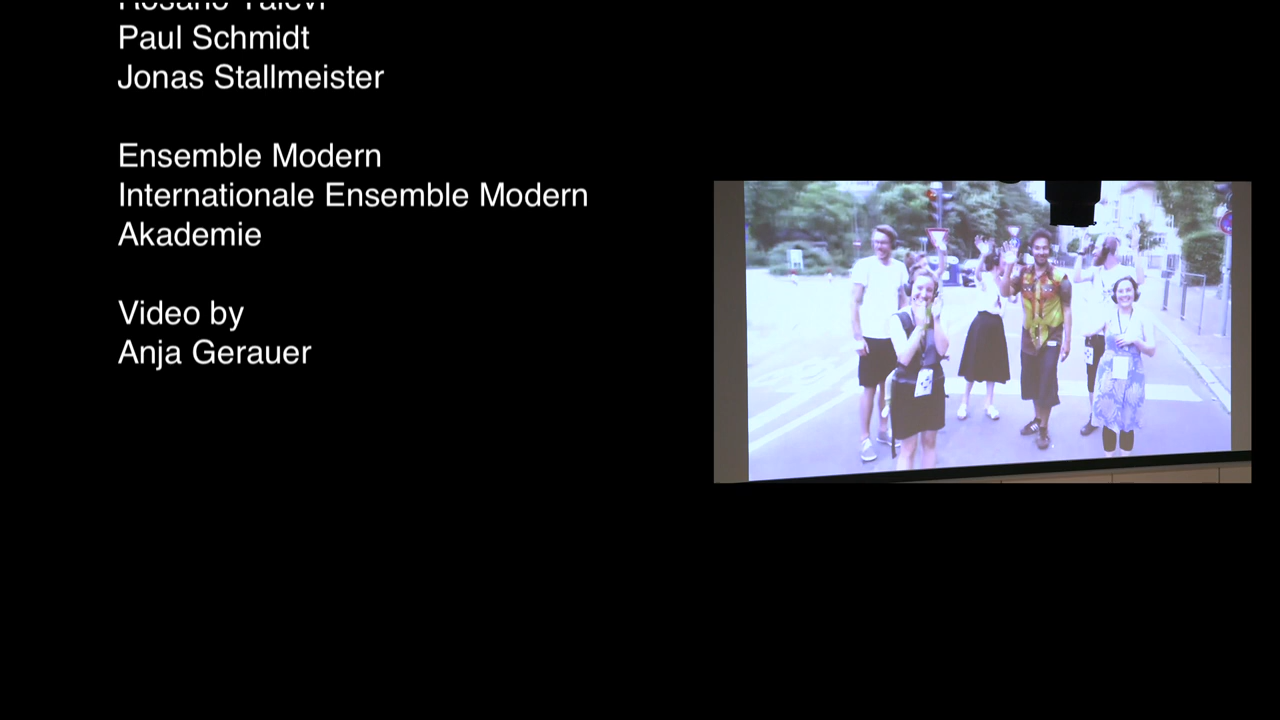 Paul Schmidt
Jonas Stallmeister
Ensemble Modern
Internationale Ensemble Modern
Akademie
Video by
Anja Gerauer